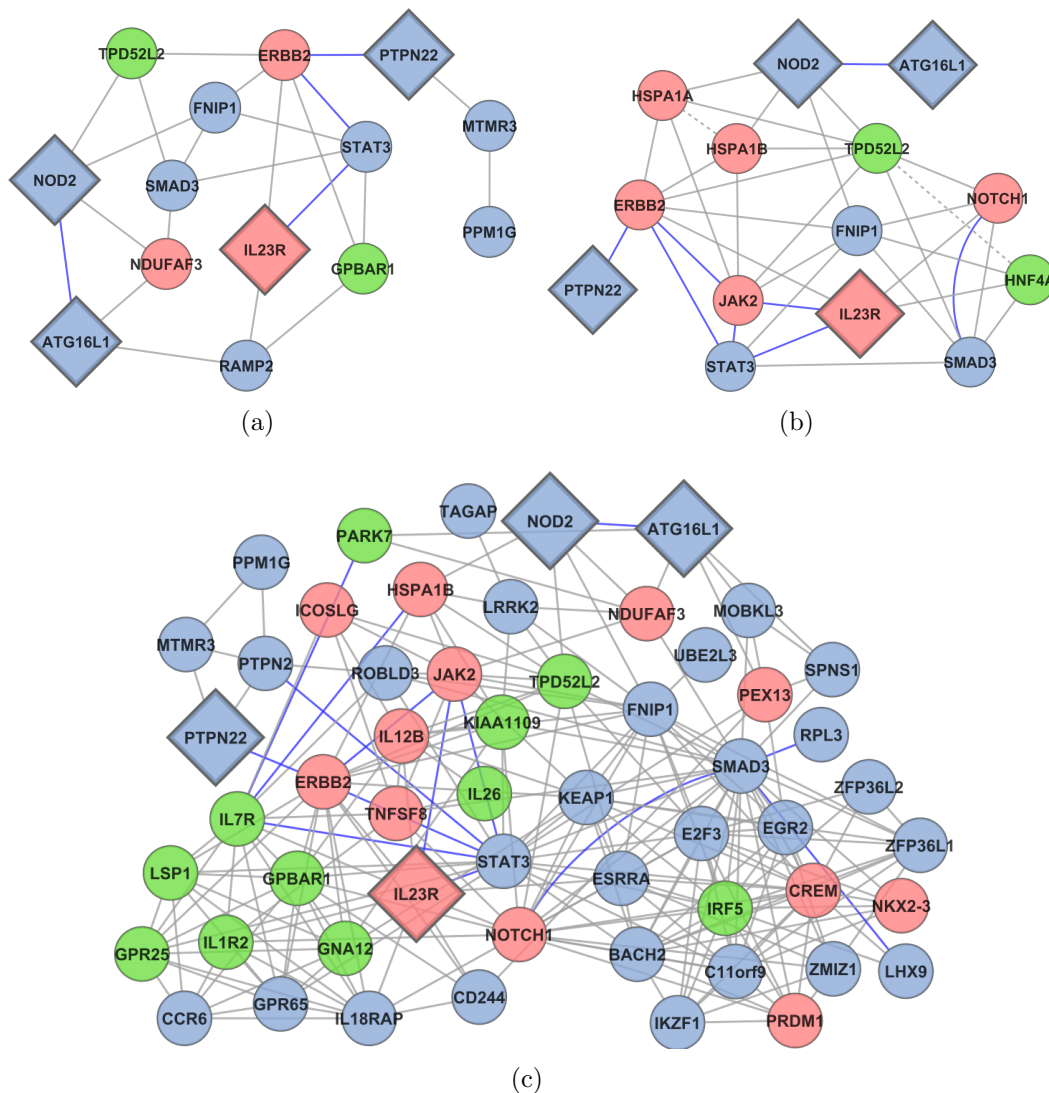 TPD52L2
ERBB2
PTPN22
FNIP1
MTMR3
STAT3
NOD2
SMAD3
PPM1G
IL23R
NDUFAF3
GPBAR1
ATG16L1
RAMP2
(a)
NOD2
ATG16L1
HSPA1A
HSPA1B
TPD52L2
ERBB2
NOTCH1
FNIP1
PTPN22
HNF4A
JAK2
IL23R
STAT3
SMAD3
(b)
TAGAP
NOD2
ATG16L1
PARK7
PPM1G
HSPA1B
ICOSLG
LRRK2
NDUFAF3
MOBKL3
MTMR3
PTPN2
ROBLD3
JAK2
TPD52L2
UBE2L3
SPNS1
PEX13
FNIP1
KIAA1109
PTPN22
IL12B
RPL3
SMAD3
ERBB2
ZFP36L2
IL26
KEAP1
TNFSF8
IL7R
E2F3
EGR2
ZFP36L1
STAT3
LSP1
GPBAR1
ESRRA
IL23R
CREM
IRF5
NKX2-3
NOTCH1
GPR25
IL1R2
GNA12
BACH2
C11orf9
ZMIZ1
LHX9
CCR6
GPR65
IL18RAP
CD244
IKZF1
PRDM1
(c)